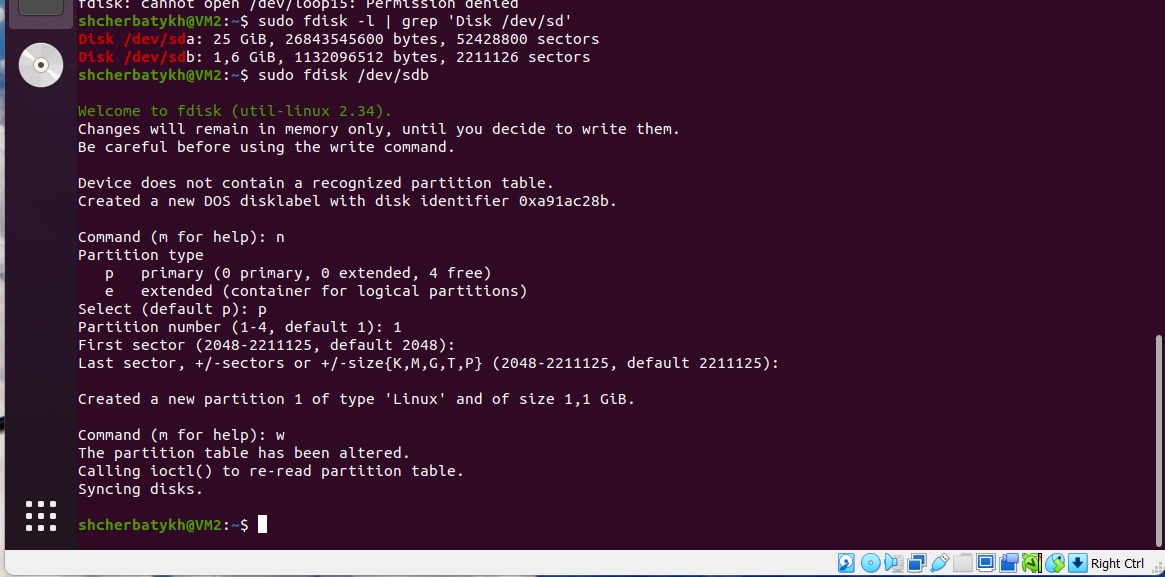 fdisk: cannot open /dev/loop15: Permission denied
shcherbatykh@VM2:~$ sudo fdisk -l | grep 'Disk /dev/sd'
Disk /dev/sda: 25 GiB, 26843545600 bytes, 52428800 sectors
Disk /dev/sdb: 1,6 GiB, 1132096512 bytes, 2211126 sectors
shcherbatykh@VM2:~$ sudo fdisk /dev/sdb
Welcome to fdisk (util-linux 2.34).
Changes will remain in memory only, until you decide to write them.
Be careful before using the write command.
Device does not contain a recognized partition table.
Created a new DOS disklabel with disk identifier 0xa91ac28b.
Command (m for help): n
Partition type
p primary (0 primary, 0 extended, 4 free)
e extended (container for logical partitions)
Select (default p): p
Partition number (1-4, default 1): 1
First sector (2048-2211125, default 2048):
Last sector, +/-sectors or +/-size{K,M,G,T,P} (2048-2211125, default 2211125):
Created a new partition 1 of type 'Linux' and of size 1,1 GiB.
Command (m for help): w
The partition table has been altered.
Calling ioctl() to re-read partition table.
Syncing disks.
shcherbatykh@VM2:~$
Right Ctrl